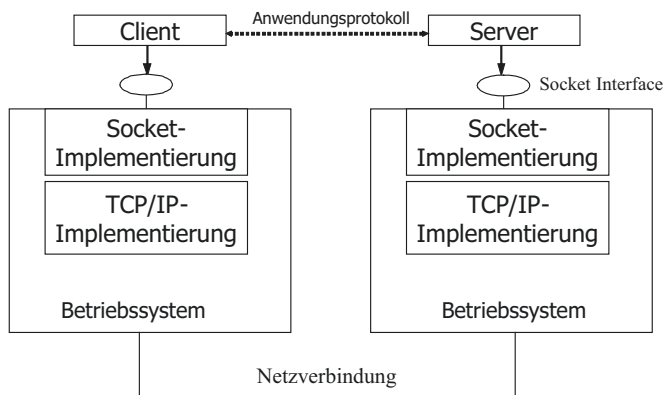 Client
Anwendungsprotokoll
Server
Socket Interface
Socket-
Implementierung
TCP/IP-
Implementierung
Betriebssystem
Socket-
Implementierung
TCP/IP-
Implementierung
Betriebssystem
Netzverbindung